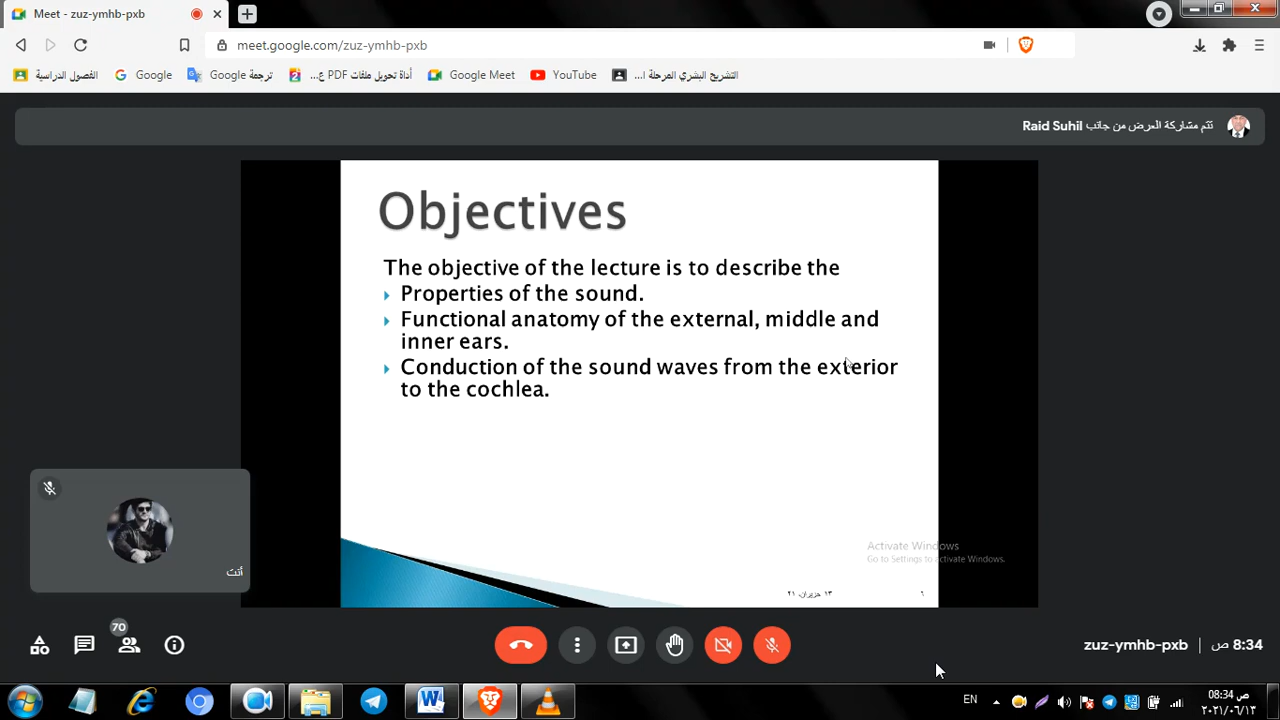 Meet - zuz-ymhb-pxb
meet.google.com/zuz-ymhb-pxb
الفصول الدراسية
Google
ترجمة Google
أداة تحويل ملفات PDF ع...
Google Meet
YouTube
التشريح البشري المرحلة ا...
تتم مشاركة العرض من جانب Raid Suhil
Objectives
The objective of the lecture is to describe the
Properties of the sound.
Functional anatomy of the external, middle and
inner ears.
Conduction of the sound waves from the exterior
to the cochlea.
Activate Windows
Go to Settings to activate Windows.
١٣ حزيران، ٢١
٦
أنت
70
zuz-ymhb-pxb
8:34 ص
EN
08:34 ص
٢٠٢١/٠٦/١٣